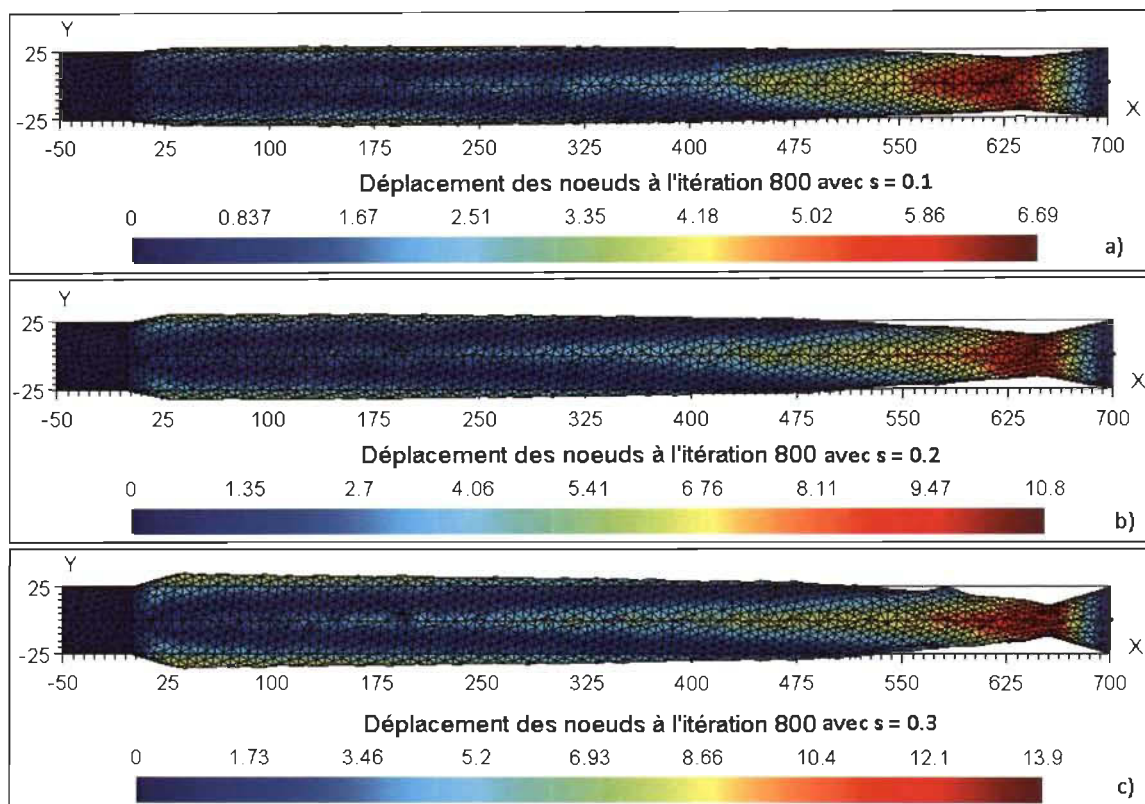 Y
25
-25
X
-50 25 100 175 250 325 400 475 550 625 700
Déplacement des noeuds à l'itération 800 avec s = 0.1
0 0.837 1.67 2.51 3.35 4.18 5.02 5.86 6.69
a)
Y
25
-25
X
-50 25 100 175 250 325 400 475 550 625 700
Déplacement des noeuds à l'itération 800 avec s = 0.2
0 1.35 2.7 4.06 5.41 6.76 8.11 9.47 10.8
b)
Y
25
-25
X
-50 25 100 175 250 325 400 475 550 625 700
Déplacement des noeuds à l'itération 800 avec s = 0.3
0 1.73 3.46 5.2 6.93 8.66 10.4 12.1 13.9
c)